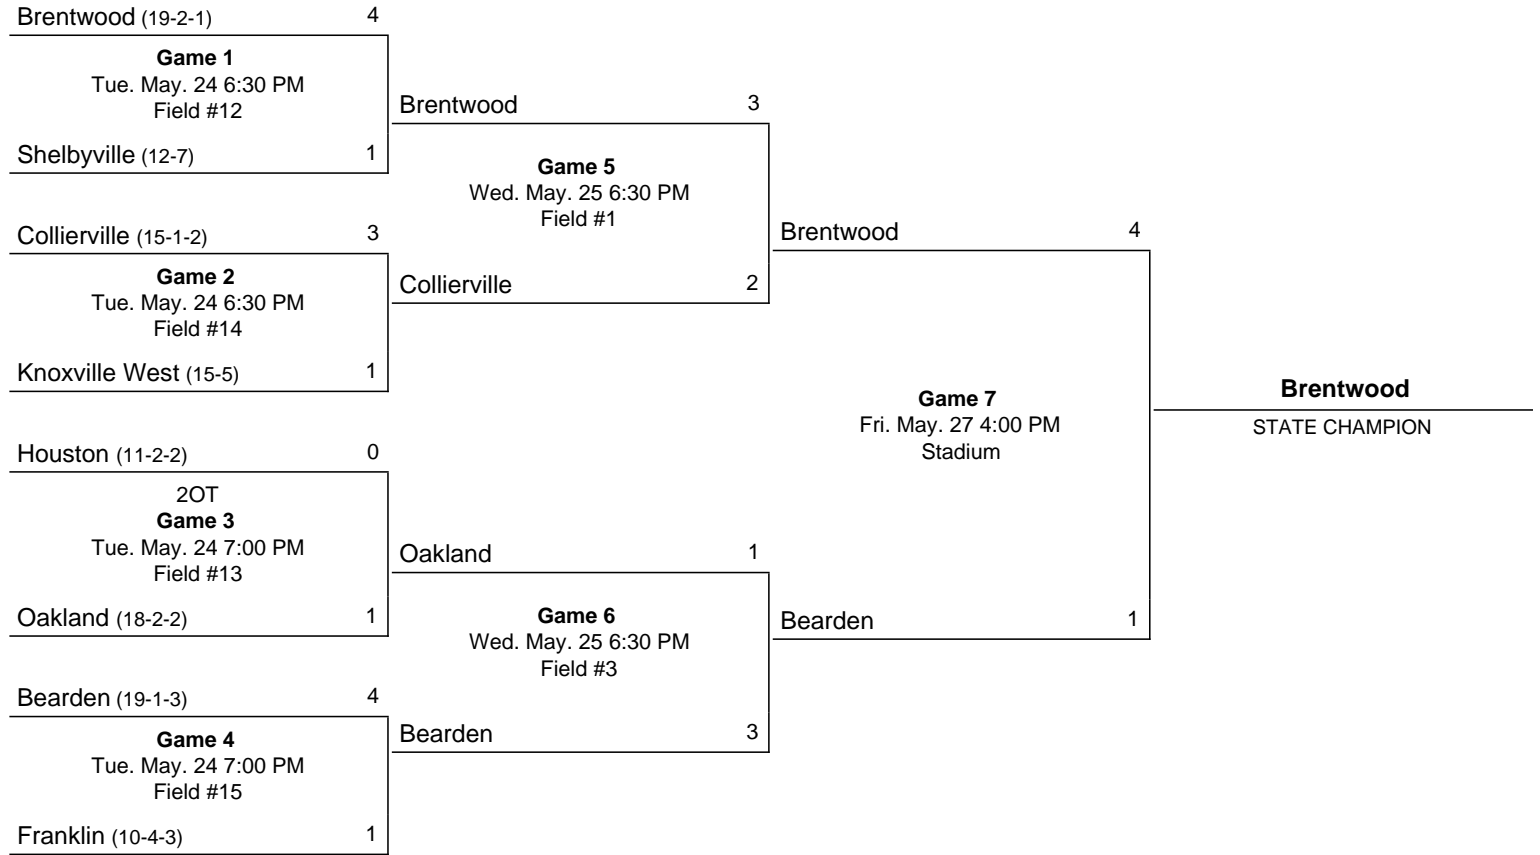 Brentwood (19-2-1) 4
Game 1
Tue. May. 24 6:30 PM
Field #12
Shelbyville (12-7) 1
Collierville (15-1-2) 3
Game 2
Tue. May. 24 6:30 PM
Field #14
Knoxville West (15-5) 1
Houston (11-2-2) 0
2OT
Game 3
Tue. May. 24 7:00 PM
Field #13
Oakland (18-2-2) 1
Bearden (19-1-3) 4
Game 4
Tue. May. 24 7:00 PM
Field #15
Franklin (10-4-3) 1
Brentwood 3
Game 5
Wed. May. 25 6:30 PM
Field #1
Collierville 2
Oakland 1
Game 6
Wed. May. 25 6:30 PM
Field #3
Bearden 3
Brentwood 4
Game 7
Fri. May. 27 4:00 PM
Stadium
Bearden 1
Brentwood
STATE CHAMPION